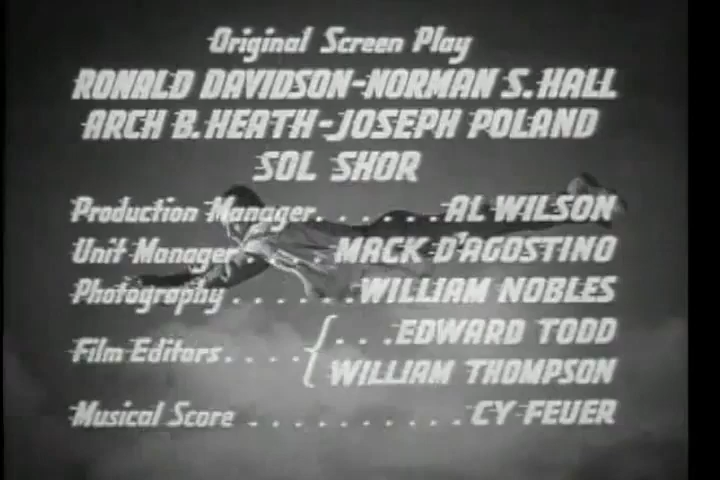 Original Screen Play
RONALD DAVIDSON-NORMAN S. HALL
ARCH B. HEATH-JOSEPH POLAND
SOL SHOR
Production Manager. . . . . . . AL WILSON
Unit Manager . . . . MACK D'AGOSTINO
Photography . . . . . . WILLIAM NOBLES
Film Editors. . . . { . . . EDWARD TODD
WILLIAM THOMPSON
Musical Score . . . . . . . . . . CY FEUER